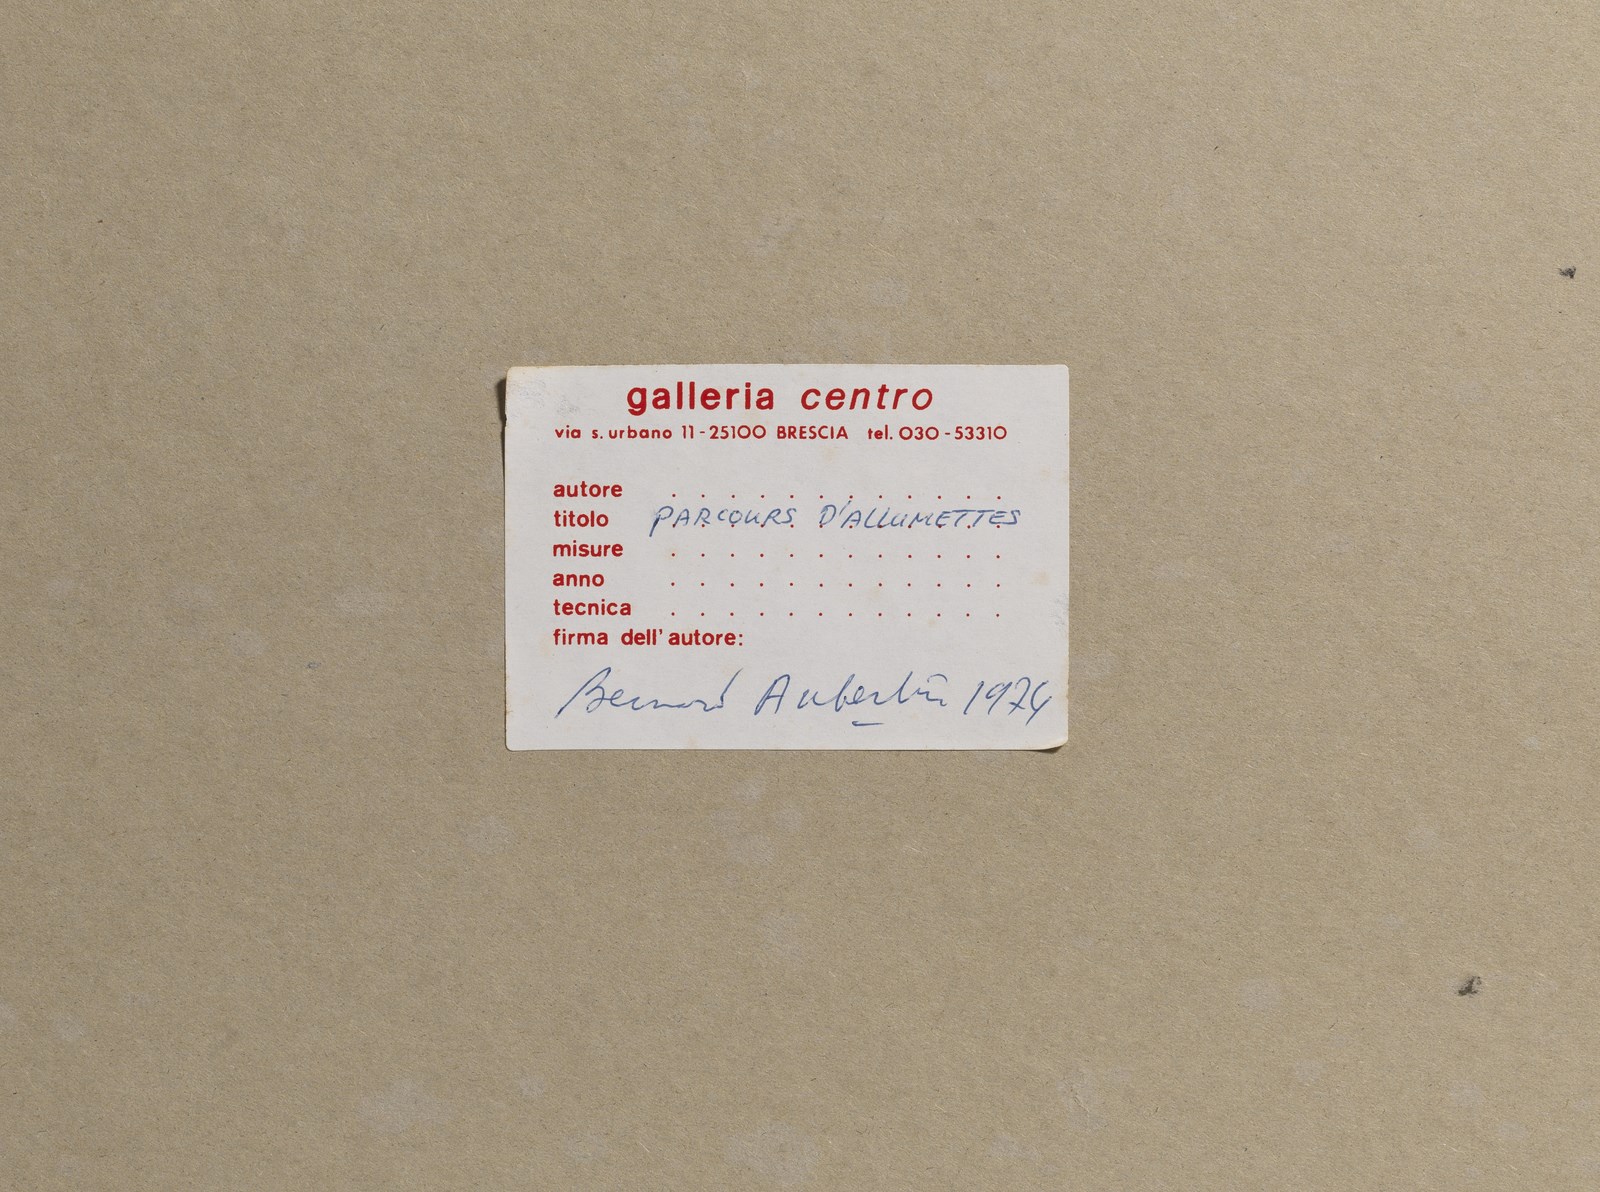 galleria centro
via s. urbano 11 - 25100 BRESCIA tel. 030 - 53310
autore . . . . . . . . . . . .
titolo PARCOURS D'ALLUMETTES
misure . . . . . . . . . . . .
anno . . . . . . . . . . . .
tecnica . . . . . . . . . . . .
firma dell' autore:
Bernard Aubertin 1974